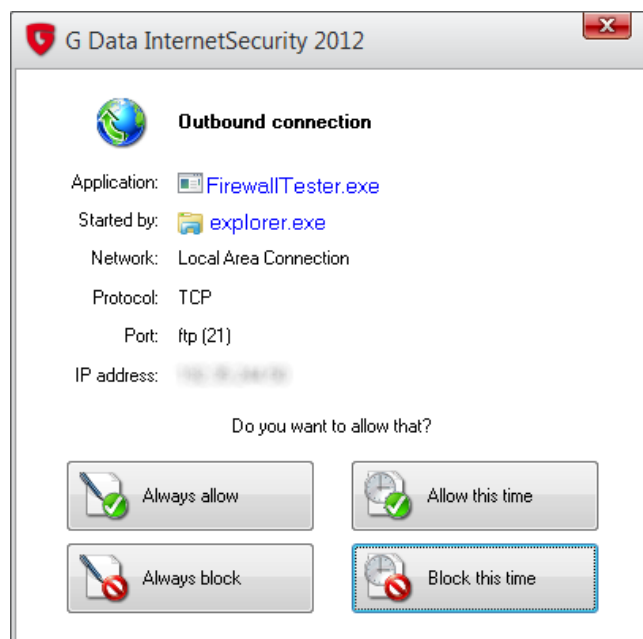 G Data InternetSecurity 2012
Outbound connection
Application: FirewallTester.exe
Started by: explorer.exe
Network: Local Area Connection
Protocol: TCP
Port: ftp (21)
IP address:
Do you want to allow that?
Always allow
Allow this time
Always block
Block this time